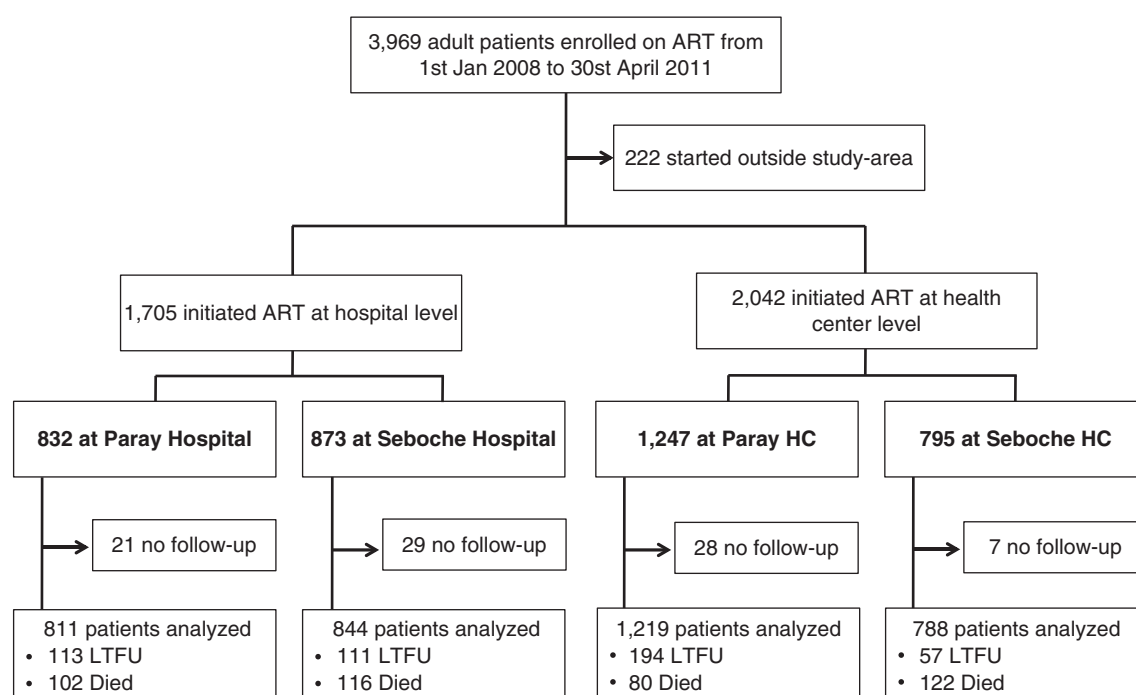 3,969 adult patients enrolled on ART from
1st Jan 2008 to 30st April 2011
222 started outside study-area
1,705 initiated ART at hospital level
2,042 initiated ART at health
center level
832 at Paray Hospital
873 at Seboche Hospital
1,247 at Paray HC
795 at Seboche HC
21 no follow-up
29 no follow-up
28 no follow-up
7 no follow-up
811 patients analyzed
• 113 LTFU
• 102 Died
844 patients analyzed
• 111 LTFU
• 116 Died
1,219 patients analyzed
• 194 LTFU
• 80 Died
788 patients analyzed
• 57 LTFU
• 122 Died